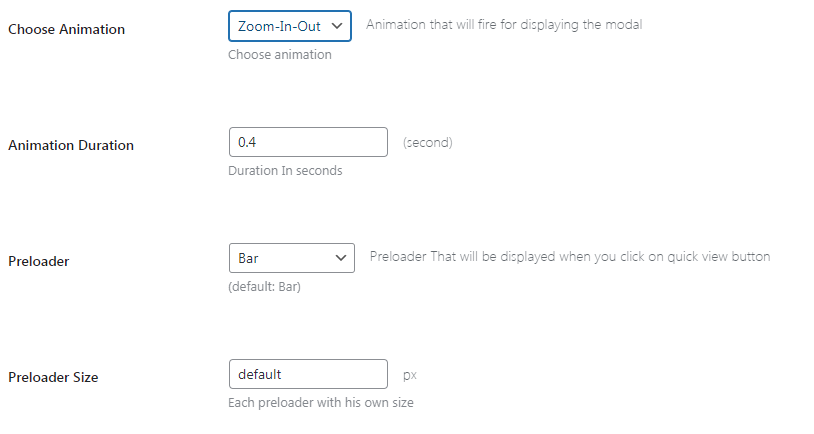 Choose Animation
Zoom-In-Out
Animation that will fire for displaying the modal
Choose animation
Animation Duration
0.4
(second)
Duration In seconds
Preloader
Bar
Preloader That will be displayed when you click on quick view button
(default: Bar)
Preloader Size
default
px
Each preloader with his own size